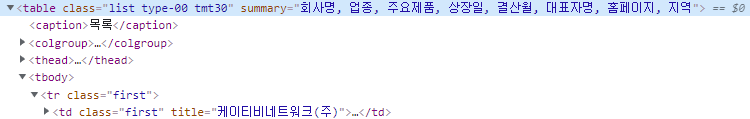 ▼<table class="list type-00 tmt30" summary="회사명, 업종, 주요제품, 상장일, 결산월, 대표자명, 홈페이지, 지역"> == $0
<caption>목록</caption>
▶<colgroup>…</colgroup>
▶<thead>…</thead>
▼<tbody>
▼<tr class="first">
▶<td class="first" title="케이티비네트워크(주)">…</td>